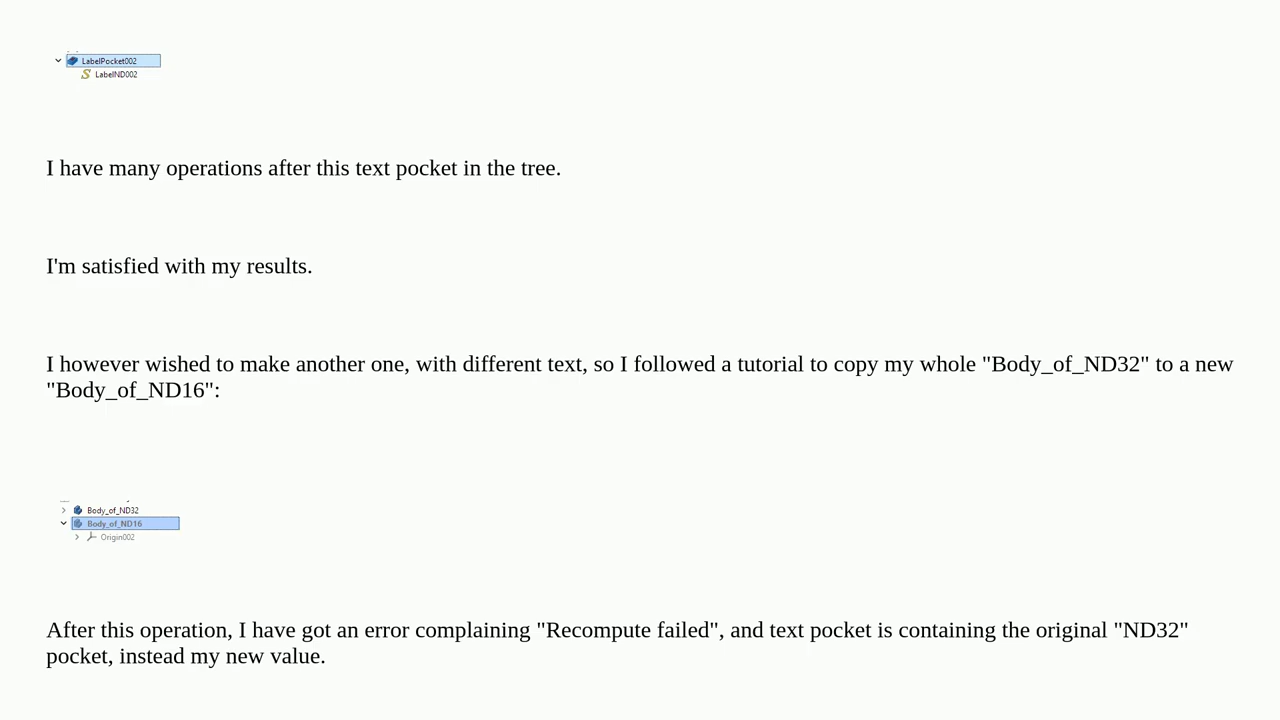 LabelPocket002
LabelND002
I have many operations after this text pocket in the tree.
I'm satisfied with my results.
I however wished to make another one, with different text, so I followed a tutorial to copy my whole "Body_of_ND32" to a new
"Body_of_ND16":
Body_of_ND32
Body_of_ND16
Origin002
After this operation, I have got an error complaining "Recompute failed", and text pocket is containing the original "ND32"
pocket, instead my new value.